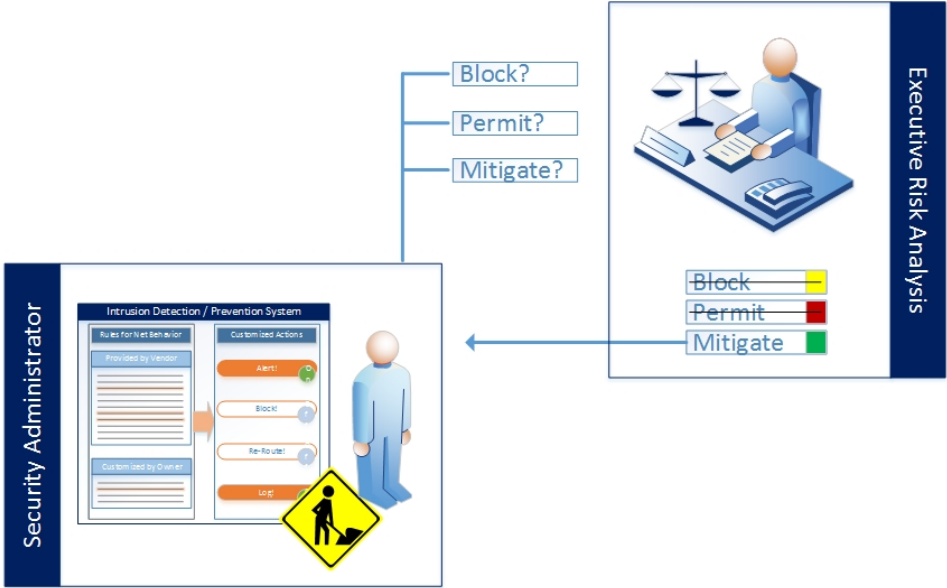 Block?
Permit?
Mitigate?
Executive Risk Analysis
Block
Permit
Mitigate
Security Administrator
Intrusion Detection / Prevention System
Rules for Net Behavior
Customized Actions
Provided by Vendor
Customized by Owner
Alert!
Block!
Re-Route!
Log!